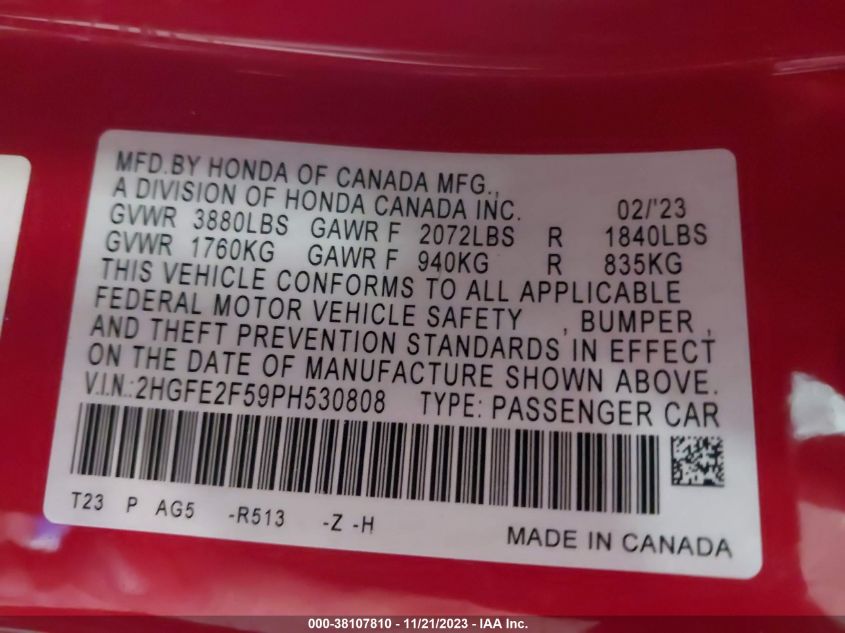 MFD.BY HONDA OF CANADA MFG.,
A DIVISION OF HONDA CANADA INC. 02/'23
GVWR 3880LBS GAWR F 2072LBS R 1840LBS
GVWR 1760KG GAWR F 940KG R 835KG
THIS VEHICLE CONFORMS TO ALL APPLICABLE
FEDERAL MOTOR VEHICLE SAFETY , BUMPER ,
AND THEFT PREVENTION STANDARDS IN EFFECT
ON THE DATE OF MANUFACTURE SHOWN ABOVE.
V.I.N.:2HGFE2F59PH530808 TYPE: PASSENGER CAR
T23 P AG5 -R513 -Z -H
MADE IN CANADA
000-38107810 - 11/21/2023 - IAA Inc.